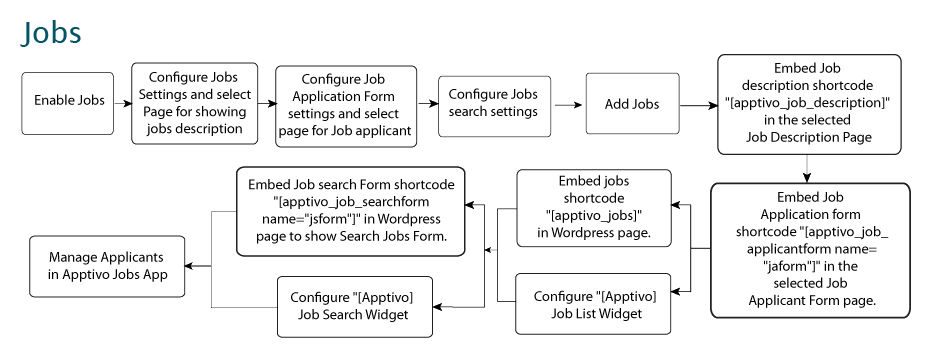 Jobs
Enable Jobs
Configure Jobs
Settings and select
Page for showing
jobs description
Configure Job
Application Form
settings and select
page for Job applicant
Configure Jobs
search settings
Add Jobs
Embed Job
description shortcode
"[apptivo_job_description]"
in the selected
Job Description Page
Embed Job
Application form
shortcode "[apptivo_job_
applicantform name=
"jaform"]" in the
selected Job
Applicant Form page.
Embed jobs
shortcode
"[apptivo_jobs]"
in Wordpress page.
Configure "[Apptivo]
Job List Widget
Embed Job search Form shortcode
"[apptivo_job_searchform
name="jsform"]" in Wordpress
page to show Search Jobs Form.
Configure "[Apptivo]
Job Search Widget
Manage Applicants
in Apptivo Jobs App